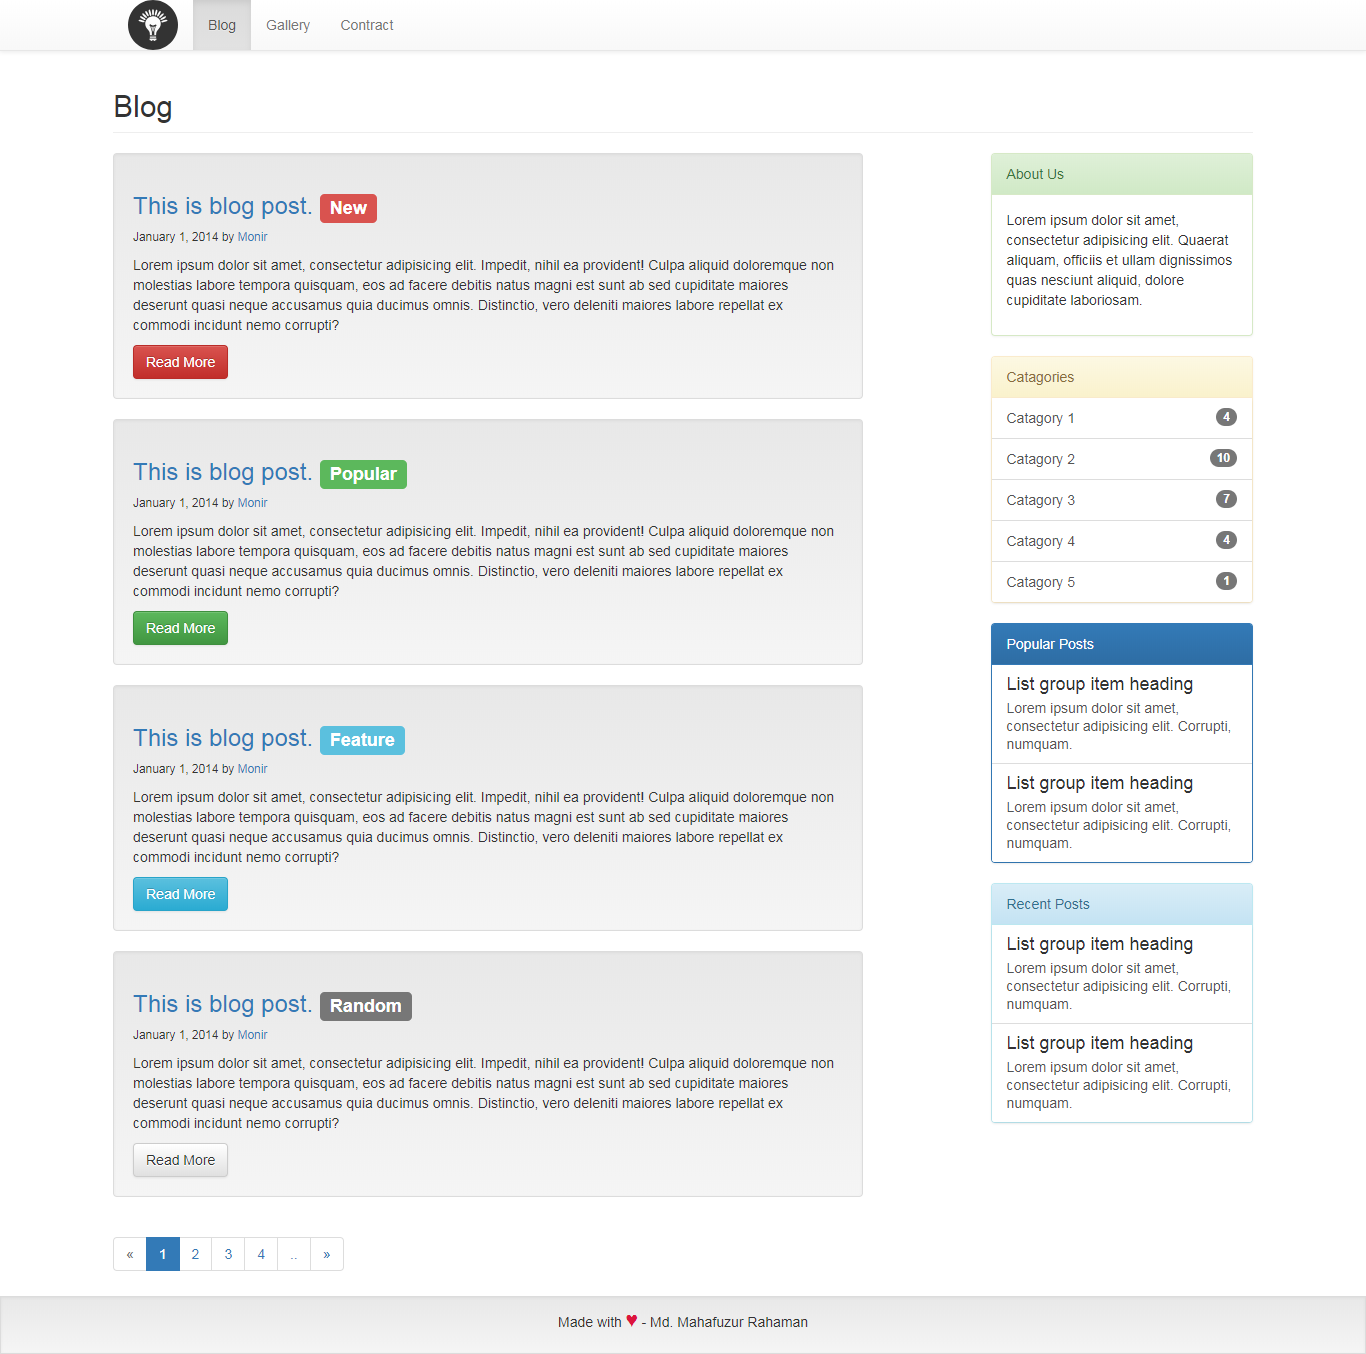 Blog Gallery Contract
Blog
This is blog post. New
January 1, 2014 by Monir
Lorem ipsum dolor sit amet, consectetur adipisicing elit. Impedit, nihil ea provident! Culpa aliquid doloremque non
molestias labore tempora quisquam, eos ad facere debitis natus magni est sunt ab sed cupiditate maiores
deserunt quasi neque accusamus quia ducimus omnis. Distinctio, vero deleniti maiores labore repellat ex
commodi incidunt nemo corrupti?
Read More
This is blog post. Popular
January 1, 2014 by Monir
Lorem ipsum dolor sit amet, consectetur adipisicing elit. Impedit, nihil ea provident! Culpa aliquid doloremque non
molestias labore tempora quisquam, eos ad facere debitis natus magni est sunt ab sed cupiditate maiores
deserunt quasi neque accusamus quia ducimus omnis. Distinctio, vero deleniti maiores labore repellat ex
commodi incidunt nemo corrupti?
Read More
This is blog post. Feature
January 1, 2014 by Monir
Lorem ipsum dolor sit amet, consectetur adipisicing elit. Impedit, nihil ea provident! Culpa aliquid doloremque non
molestias labore tempora quisquam, eos ad facere debitis natus magni est sunt ab sed cupiditate maiores
deserunt quasi neque accusamus quia ducimus omnis. Distinctio, vero deleniti maiores labore repellat ex
commodi incidunt nemo corrupti?
Read More
This is blog post. Random
January 1, 2014 by Monir
Lorem ipsum dolor sit amet, consectetur adipisicing elit. Impedit, nihil ea provident! Culpa aliquid doloremque non
molestias labore tempora quisquam, eos ad facere debitis natus magni est sunt ab sed cupiditate maiores
deserunt quasi neque accusamus quia ducimus omnis. Distinctio, vero deleniti maiores labore repellat ex
commodi incidunt nemo corrupti?
Read More
« 1 2 3 4 .. »
About Us
Lorem ipsum dolor sit amet,
consectetur adipisicing elit. Quaerat
aliquam, officiis et ullam dignissimos
quas nesciunt aliquid, dolore
cupiditate laboriosam.
Catagories
Catagory 1 4
Catagory 2 10
Catagory 3 7
Catagory 4 4
Catagory 5 1
Popular Posts
List group item heading
Lorem ipsum dolor sit amet,
consectetur adipisicing elit. Corrupti,
numquam.
List group item heading
Lorem ipsum dolor sit amet,
consectetur adipisicing elit. Corrupti,
numquam.
Recent Posts
List group item heading
Lorem ipsum dolor sit amet,
consectetur adipisicing elit. Corrupti,
numquam.
List group item heading
Lorem ipsum dolor sit amet,
consectetur adipisicing elit. Corrupti,
numquam.
Made with ♥ - Md. Mahafuzur Rahaman